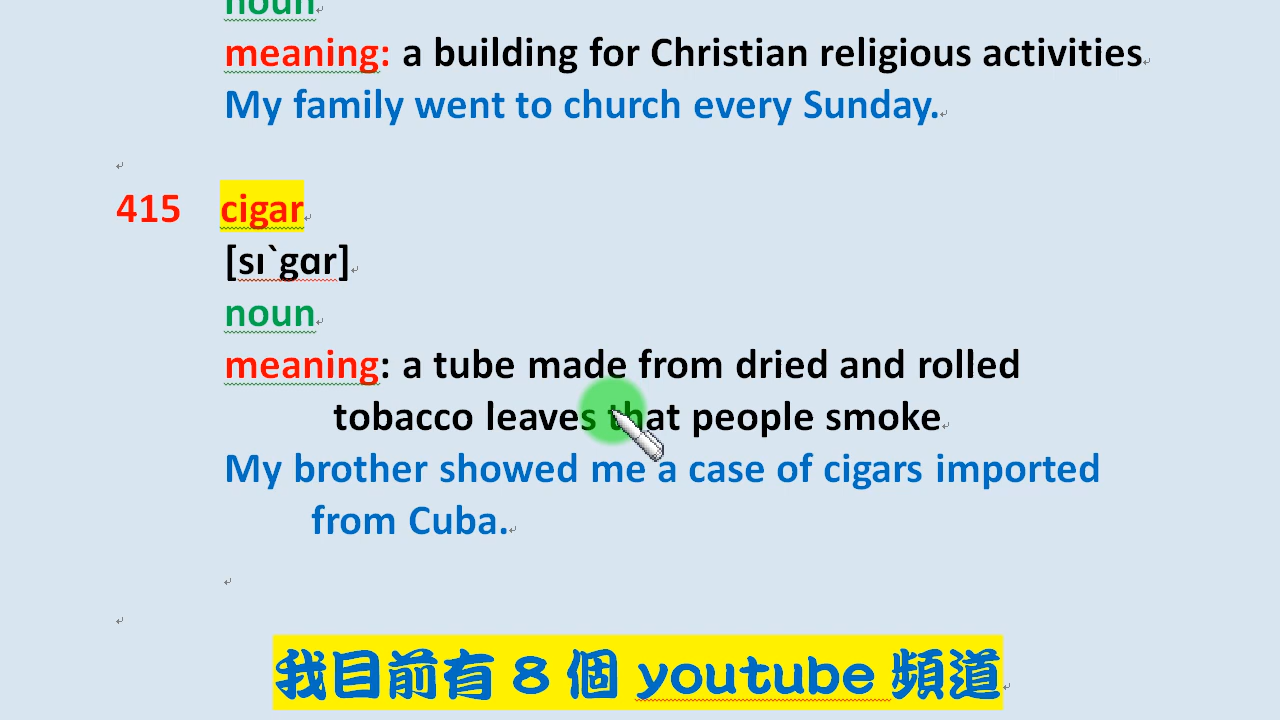 noun
meaning: a building for Christian religious activities
My family went to church every Sunday.
415 cigar
[sı`gɑr]
noun
meaning: a tube made from dried and rolled
tobacco leaves that people smoke
My brother showed me a case of cigars imported
from Cuba.
我目前有 8 個 youtube 頻道